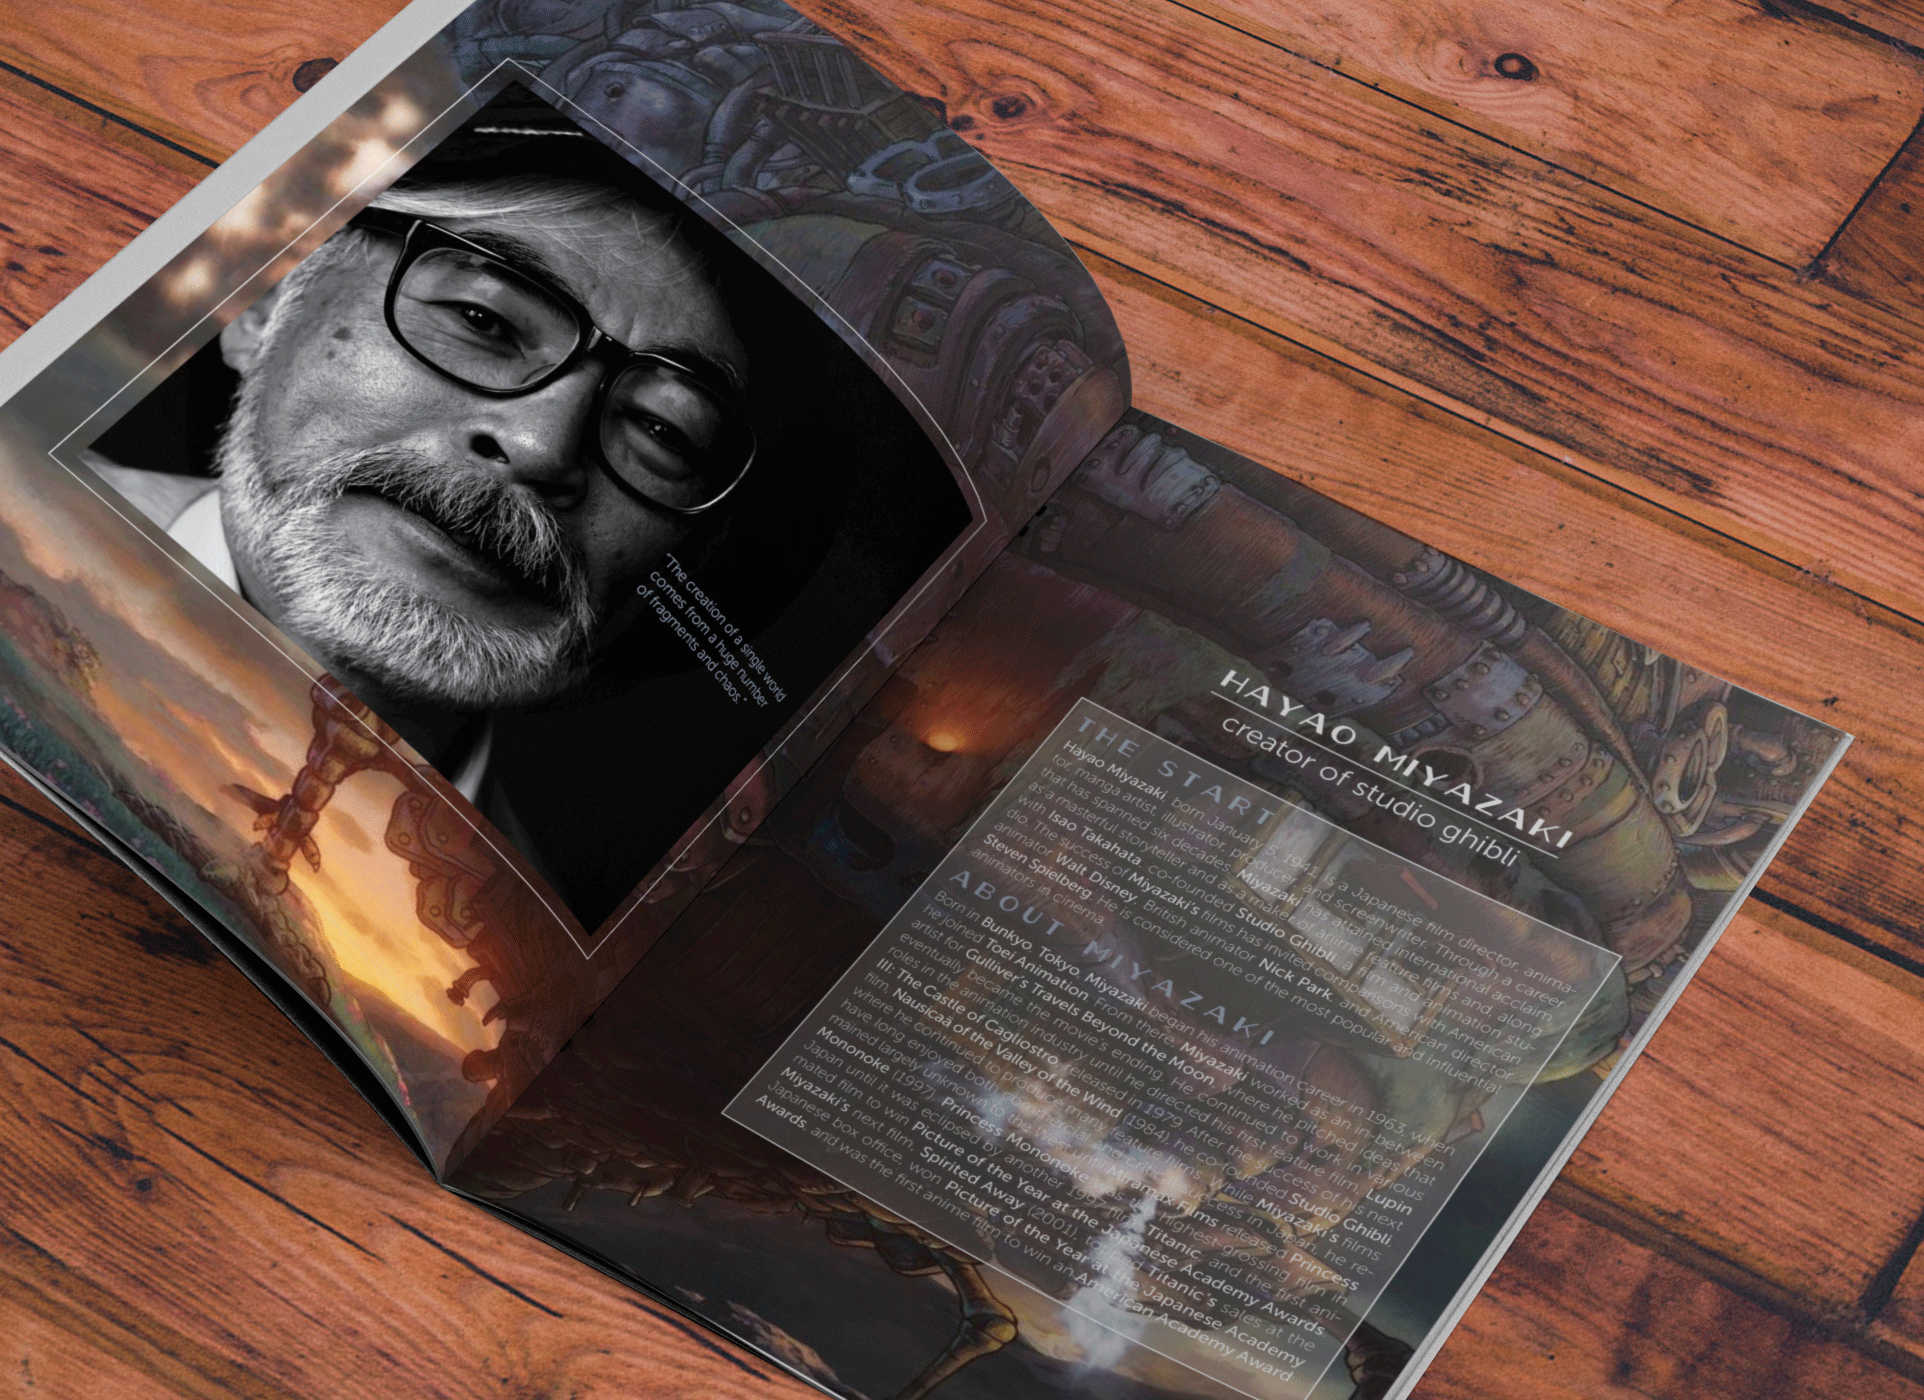 "The creation of a single world
comes from a huge number
of fragments and chaos."
HAYAO MIYAZAKI
creator of studio ghibli
THE START
Hayao Miyazaki, born January 5, 1941, is a Japanese film director, anima-
tor, manga artist, illustrator, producer, and screenwriter. Through a career
that has spanned six decades, Miyazaki has attained international acclaim
as a masterful storyteller and as a maker of anime feature films and, along
with Isao Takahata, co-founded Studio Ghibli, a film and animation stu-
dio. The success of Miyazaki's films has invited comparisons with American
animator Walt Disney, British animator Nick Park, and American director
Steven Spielberg. He is considered one of the most popular and influential
animators in cinema.
ABOUT MIYAZAKI
Born in Bunkyo, Tokyo, Miyazaki began his animation career in 1963, when
he joined Toei Animation. From there, Miyazaki worked as an in-between
artist for Gulliver's Travels Beyond the Moon, where he pitched ideas that
eventually became the movie's ending. He continued to work in various
roles in the animation industry until he directed his first feature film, Lupin
III: The Castle of Cagliostro, released in 1979. After the success of his next
film, Nausicaä of the Valley of the Wind (1984), he co-founded Studio Ghibli,
where he continued to produce many feature films. While Miyazaki's films
have long enjoyed both success in Japan, he re-
mained largely unknown to the West until Miramax Films released Princess
Mononoke (1997). Princess Mononoke highest-grossing film in
Japan until it was eclipsed by another 1997 film, Titanic, and the first ani-
mated film to win Picture of the Year at the Japanese Academy Awards.
Miyazaki's next film, Spirited Away (2001), Titanic's sales at the
Japanese box office, won Picture of the Year at the Japanese Academy
Awards, and was the first anime film to win an American Academy Award